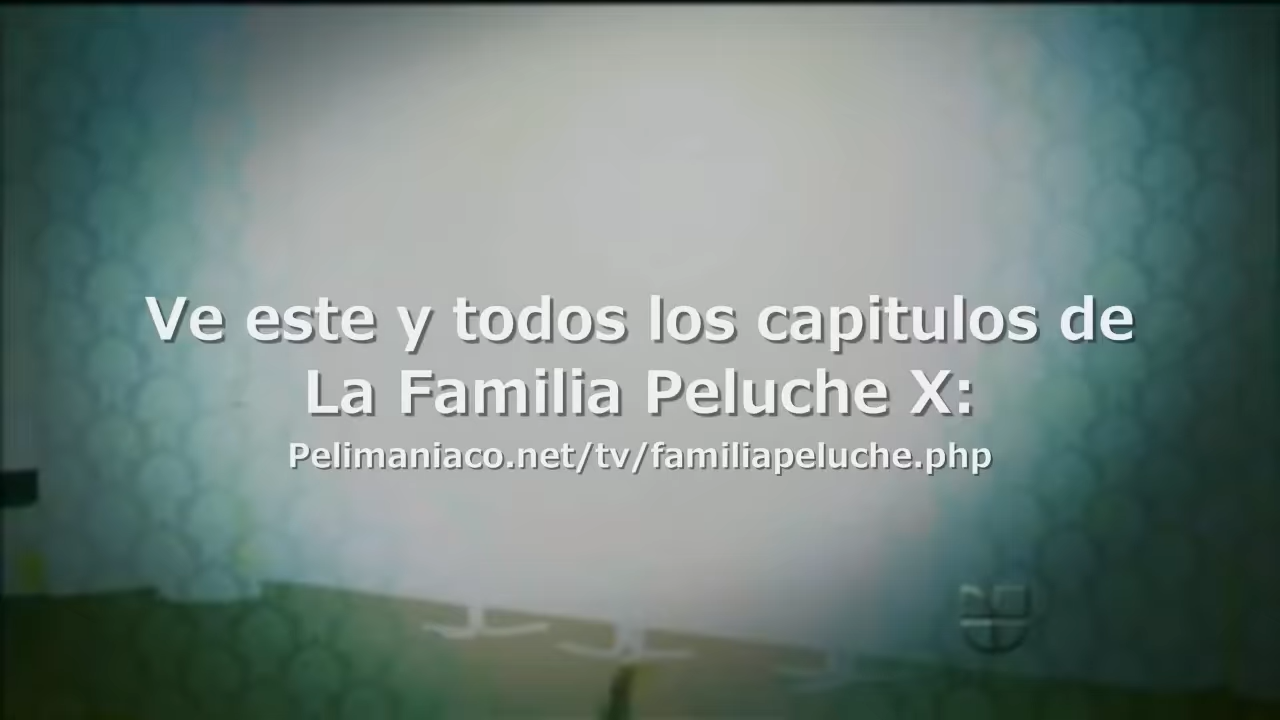 Ve este y todos los capitulos de
La Familia Peluche X:
Pelimaniaco.net/tv/familiapeluche.php